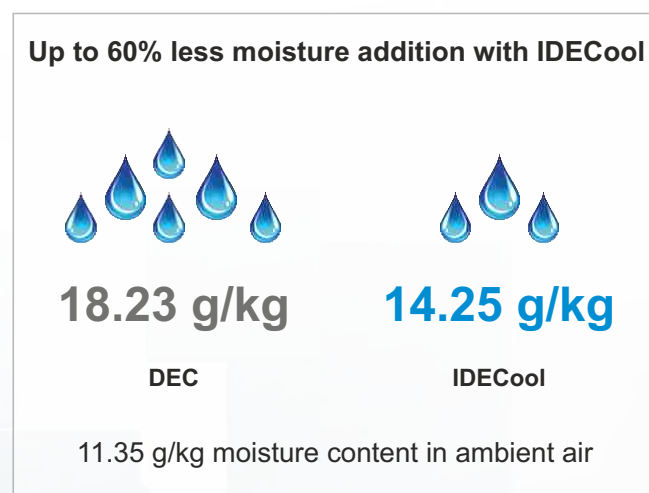 Up to 60% less moisture addition with IDECool
18.23 g/kg
14.25 g/kg
DEC
IDECool
11.35 g/kg moisture content in ambient air